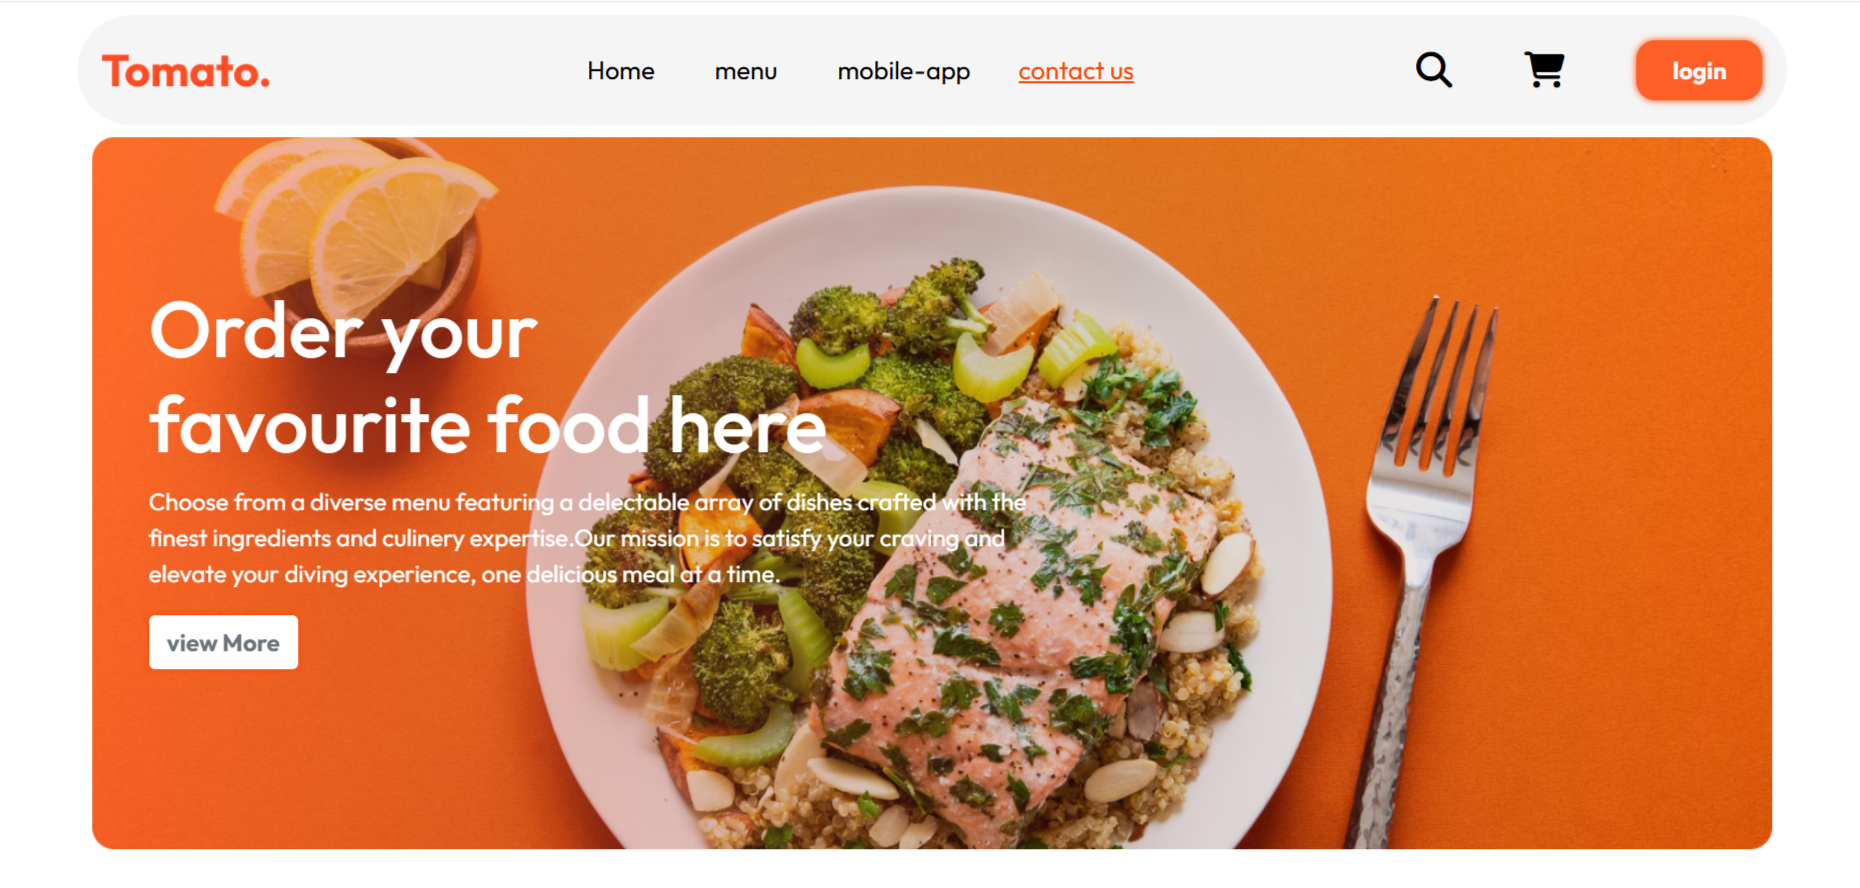 Tomato.
Home menu mobile-app contact us
login
Order your
favourite food here
Choose from a diverse menu featuring a delectable array of dishes crafted with the
finest ingredients and culinery expertise.Our mission is to satisfy your craving and
elevate your diving experience, one delicious meal at a time.
view More